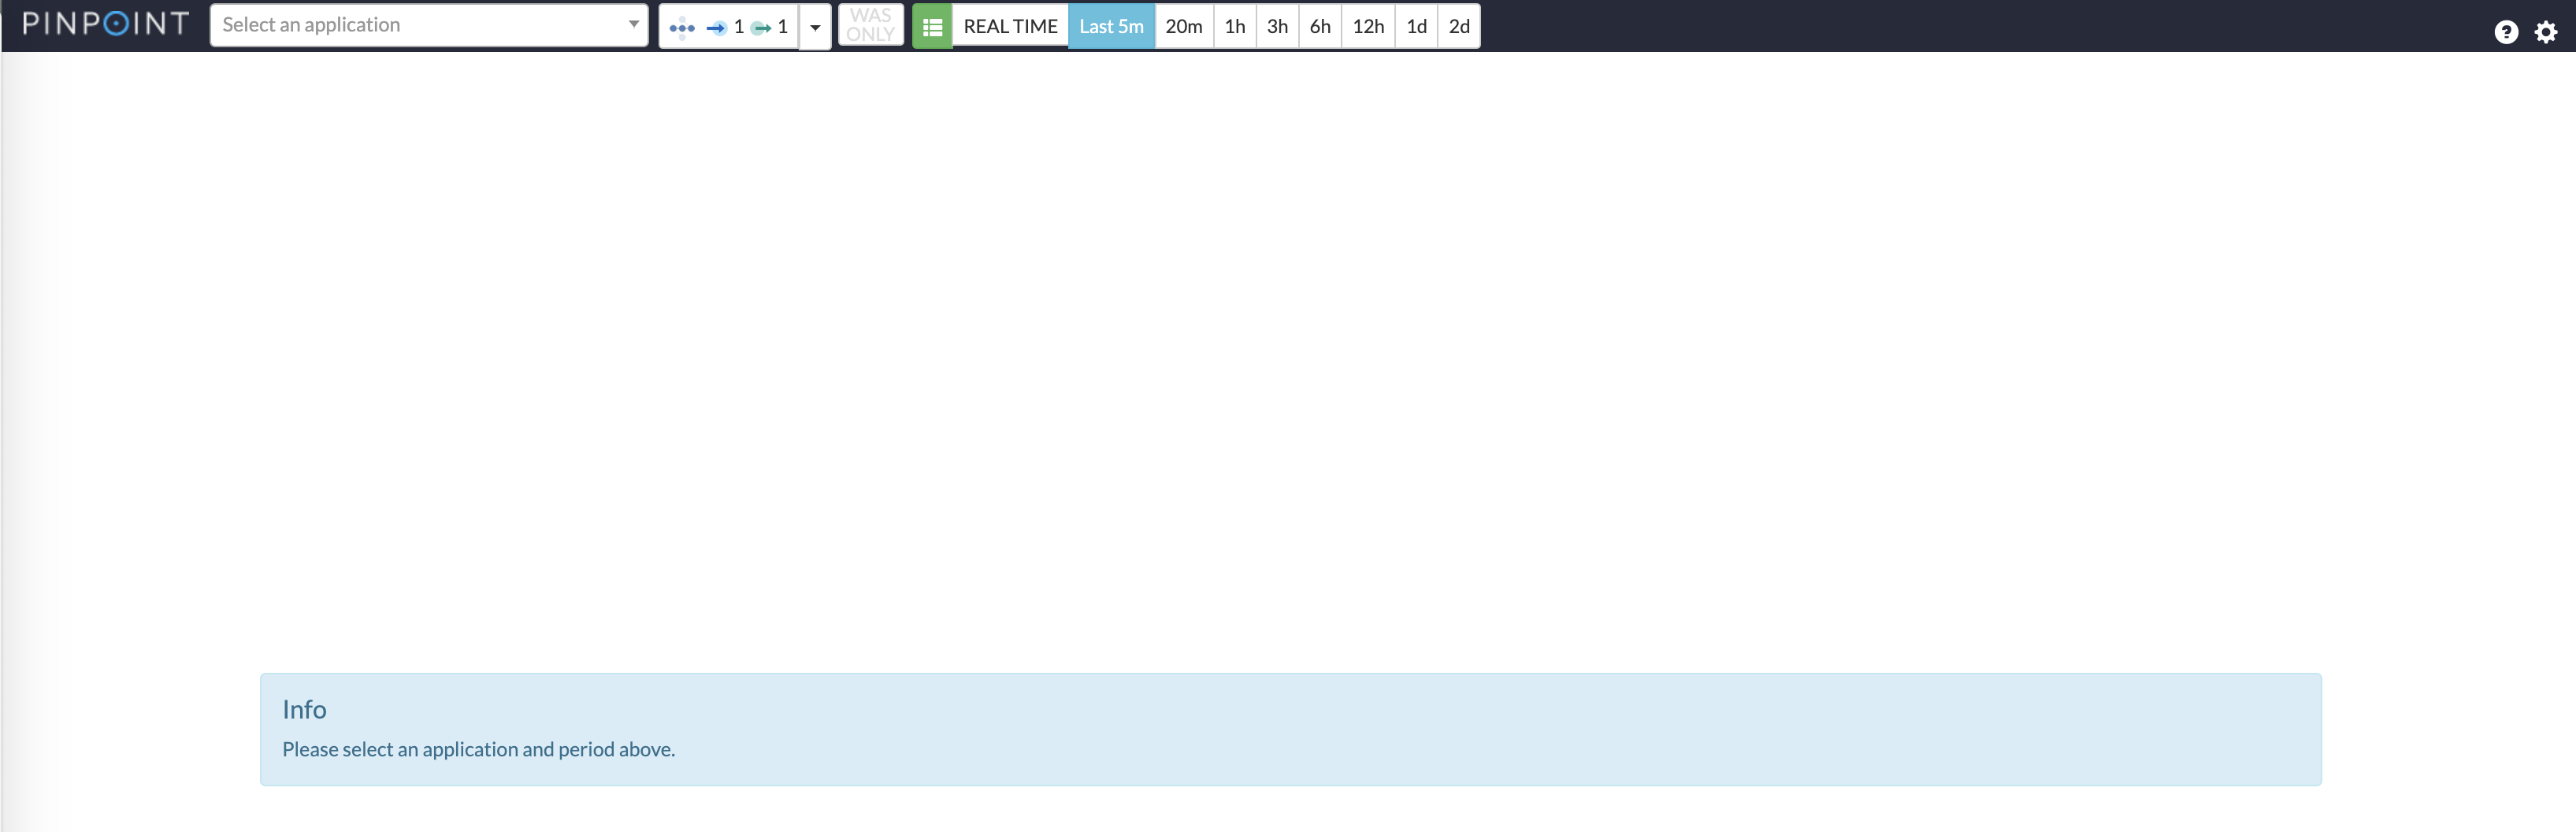 PINPOINT Select an application 1 1 WAS ONLY REAL TIME Last 5m 20m 1h 3h 6h 12h 1d 2d ?
Info
Please select an application and period above.